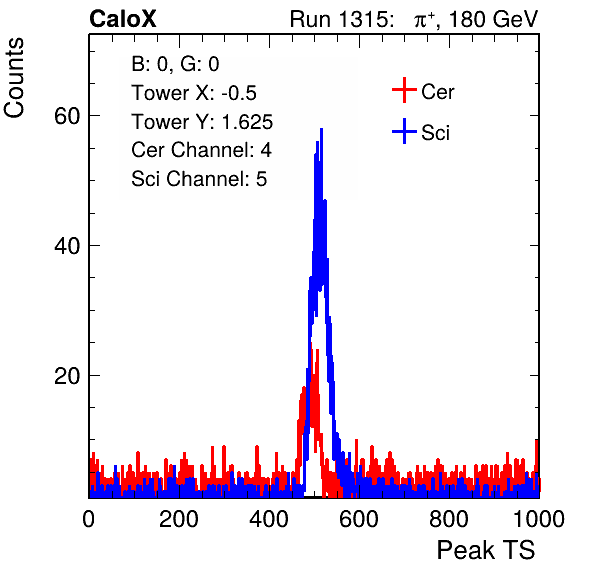 CaloX Run 1315: π⁺, 180 GeV
Counts
B: 0, G: 0
Tower X: -0.5
Tower Y: 1.625
Cer Channel: 4
Sci Channel: 5
Cer
Sci
60
40
20
0 200 400 600 800 1000
Peak TS